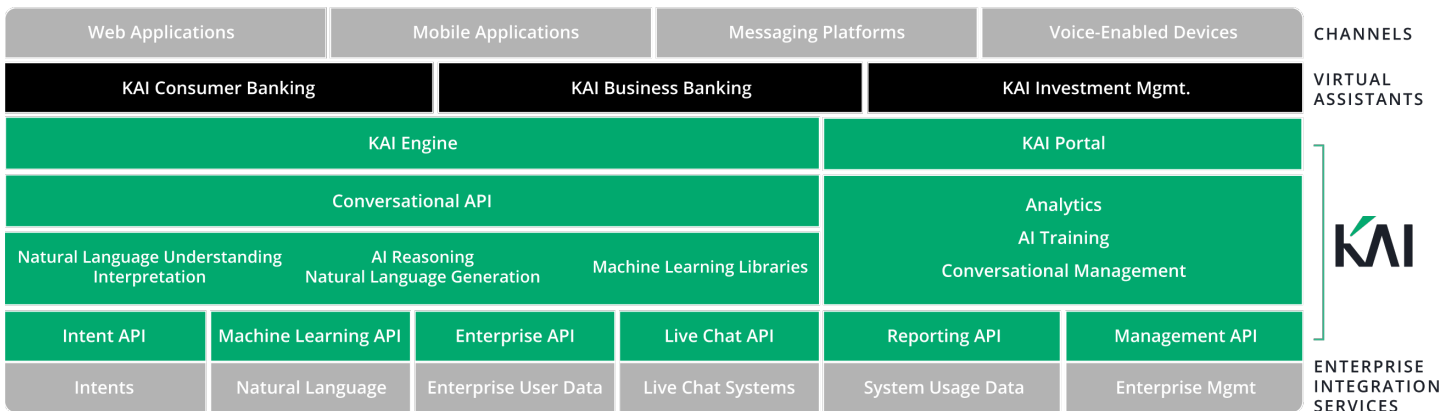 Web Applications
Mobile Applications
Messaging Platforms
Voice-Enabled Devices
CHANNELS
KAI Consumer Banking
KAI Business Banking
KAI Investment Mgmt.
VIRTUAL
ASSISTANTS
KAI Engine
KAI Portal
Conversational API
Analytics
AI Training
Conversational Management
Natural Language Understanding
Interpretation
AI Reasoning
Natural Language Generation
Machine Learning Libraries
KAI
Intent API
Machine Learning API
Enterprise API
Live Chat API
Reporting API
Management API
Intents
Natural Language
Enterprise User Data
Live Chat Systems
System Usage Data
Enterprise Mgmt
ENTERPRISE
INTEGRATION
SERVICES